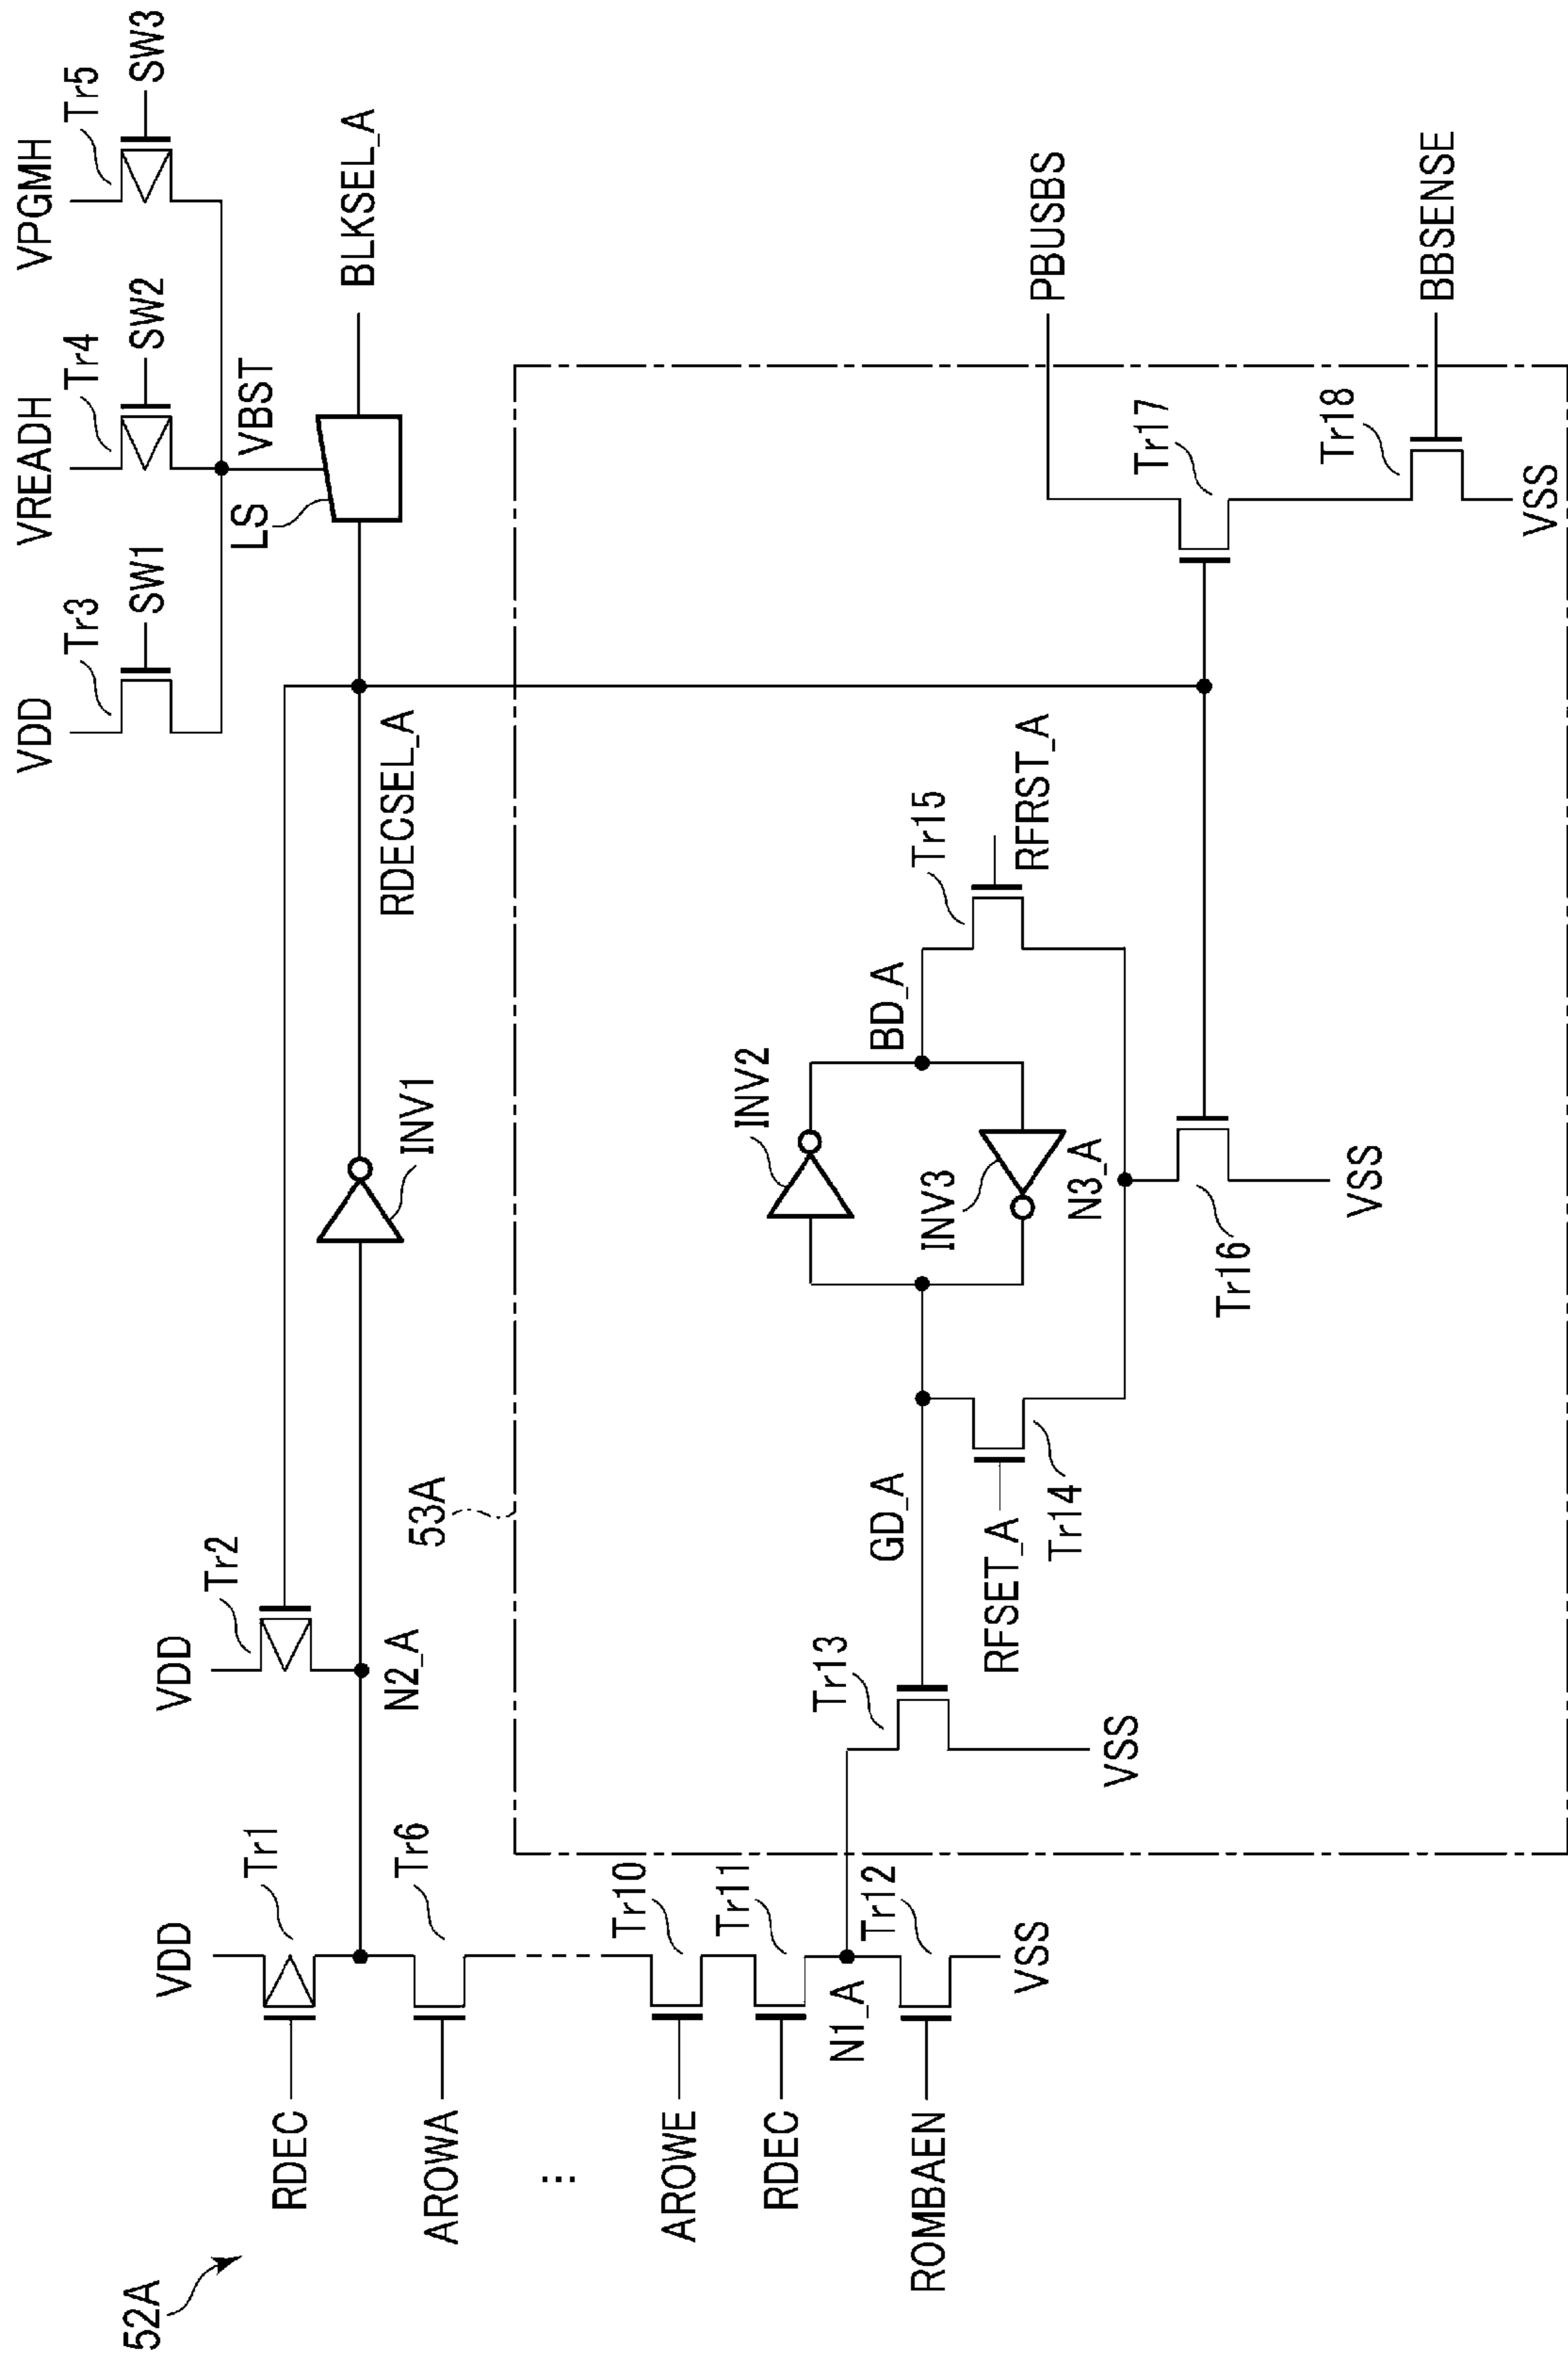 52A
RDEC
AROWA
...
AROWE
RDEC
ROMBAEN
VDD
Tr1
Tr6
Tr10
Tr11
N1_A
Tr12
VSS
VDD
Tr2
N2_A
53A
Tr13
VSS
GD_A
RFSET_A
Tr14
INV1
INV2
INV3
N3_A
BD_A
Tr15
RFRST_A
Tr16
VSS
RDECSEL_A
VDD
Tr3
SW1
LS
VREADH
Tr4
SW2
VBST
VPGMH
Tr5
SW3
BLKSEL_A
PBUSBS
Tr17
Tr18
VSS
BBSENSE